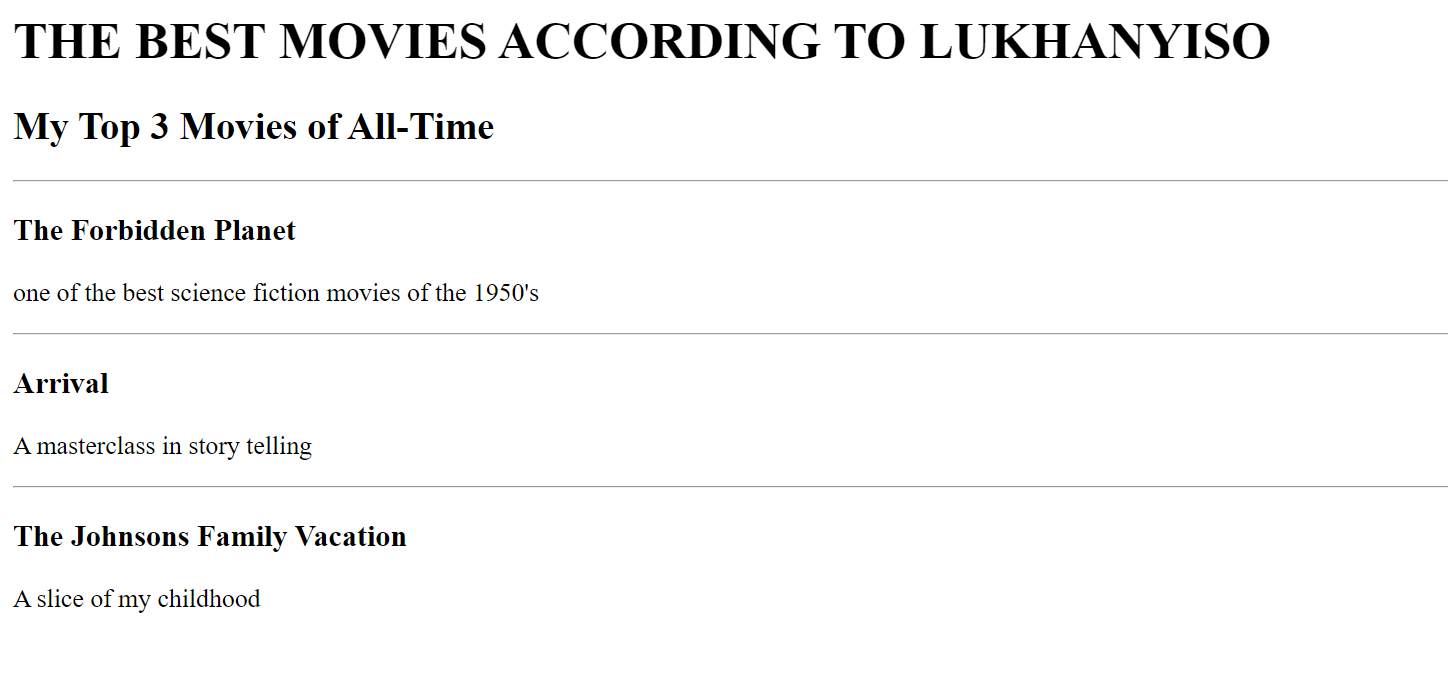 THE BEST MOVIES ACCORDING TO LUKHANYISO
My Top 3 Movies of All-Time
The Forbidden Planet
one of the best science fiction movies of the 1950's
Arrival
A masterclass in story telling
The Johnsons Family Vacation
A slice of my childhood